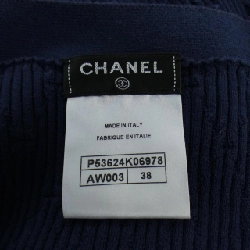 CHANEL
MADE IN ITALY
FABRIQUE EN ITALIE
P53624K06978
AW003 38